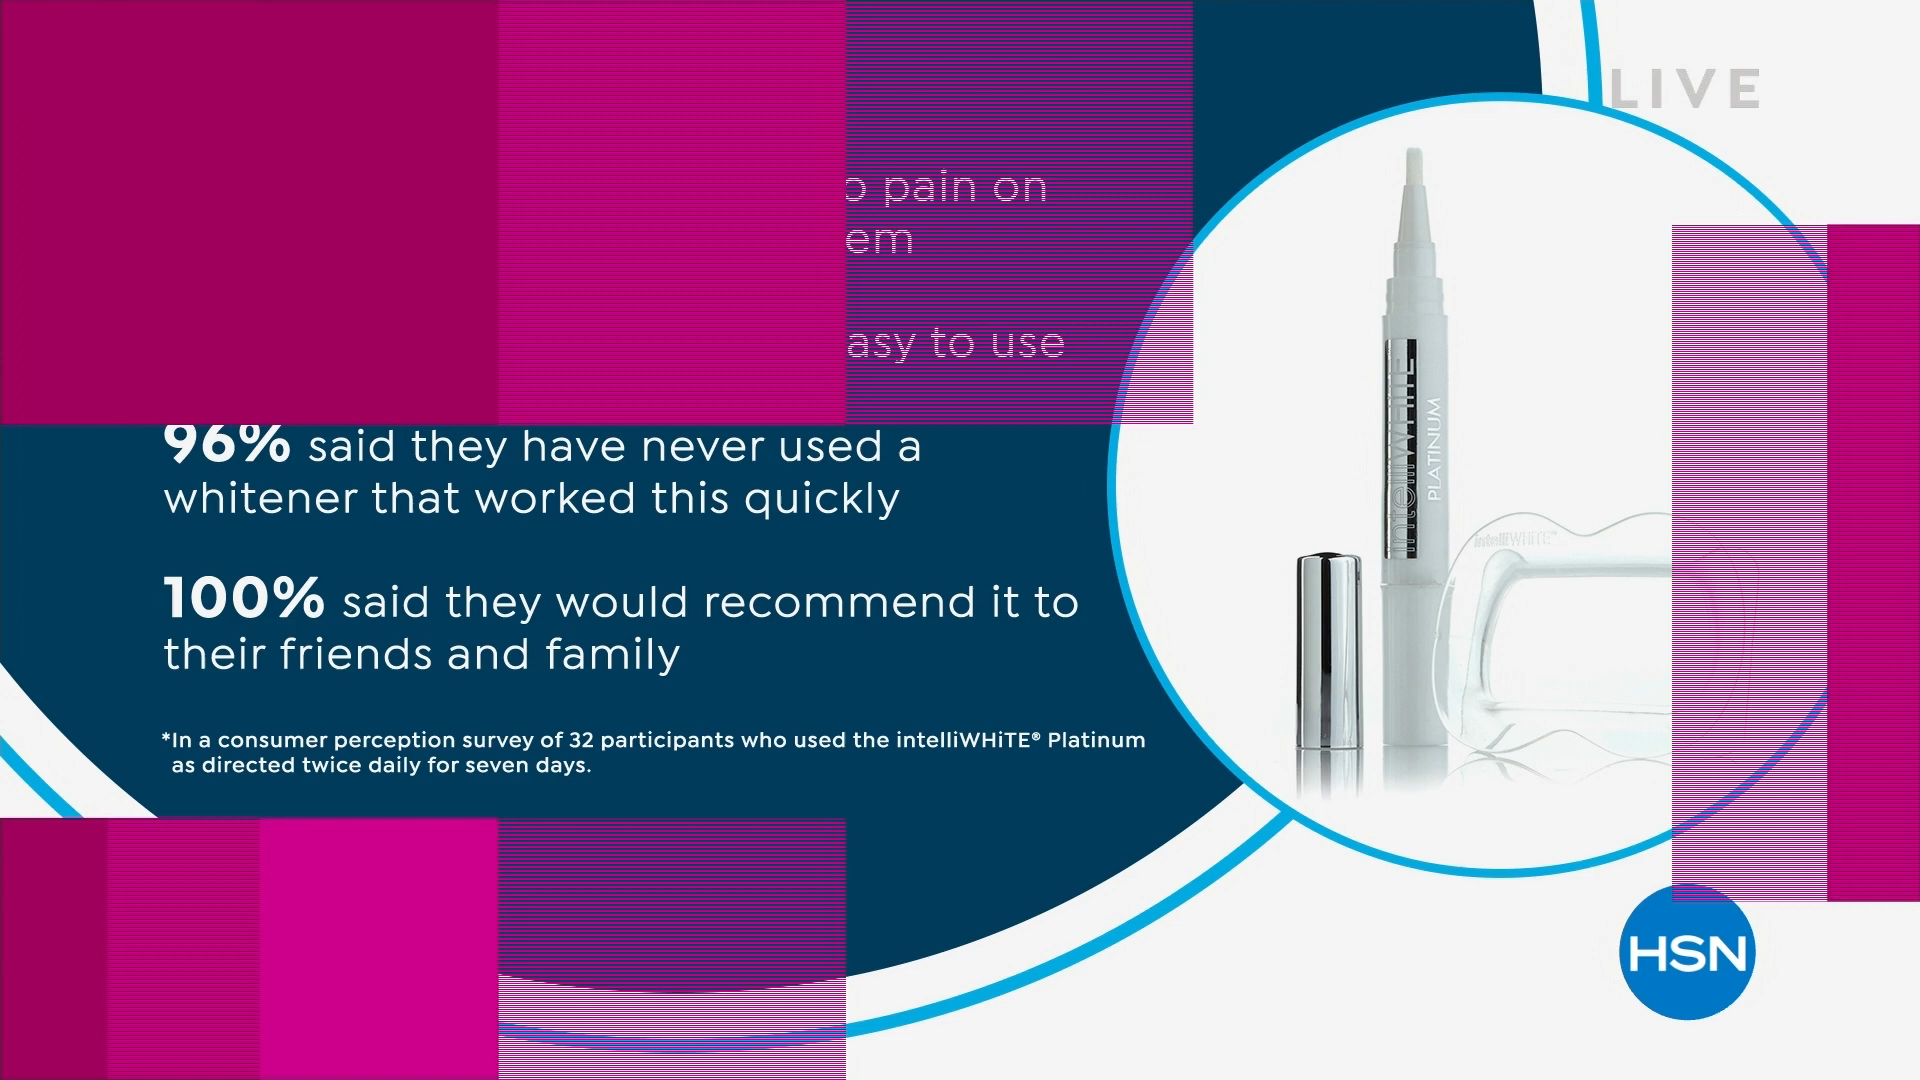 LIVE
pain on
to use
96% said they have never used a
whitener that worked this quickly
100% said they would recommend it to
their friends and family
*In a consumer perception survey of 32 participants who used the intelliWHiTE® Platinum
as directed twice daily for seven days.
intelliWHiTE
PLATINUM
intelliWHiTE™
HSN